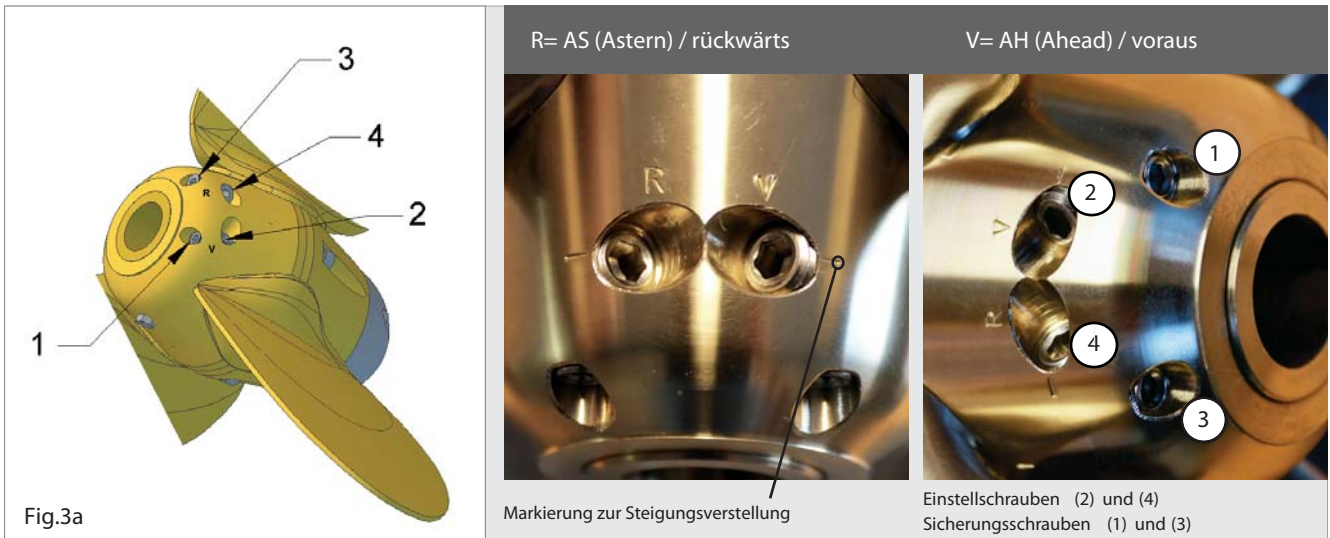 3
4
2
1
R
V
Fig.3a
R= AS (Astern) / rückwärts
V= AH (Ahead) / voraus
R
V
Markierung zur Steigungsverstellung
1
2
V
R
4
3
Einstellschrauben (2) und (4)
Sicherungsschrauben (1) und (3)